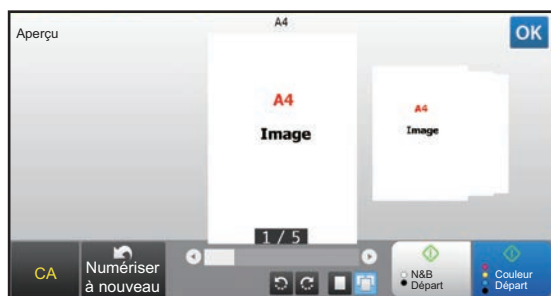 A4
Aperçu
OK
A4
Image
A4
Image
1 / 5
CA
Numériser
à nouveau
N&B
Départ
Couleur
Départ